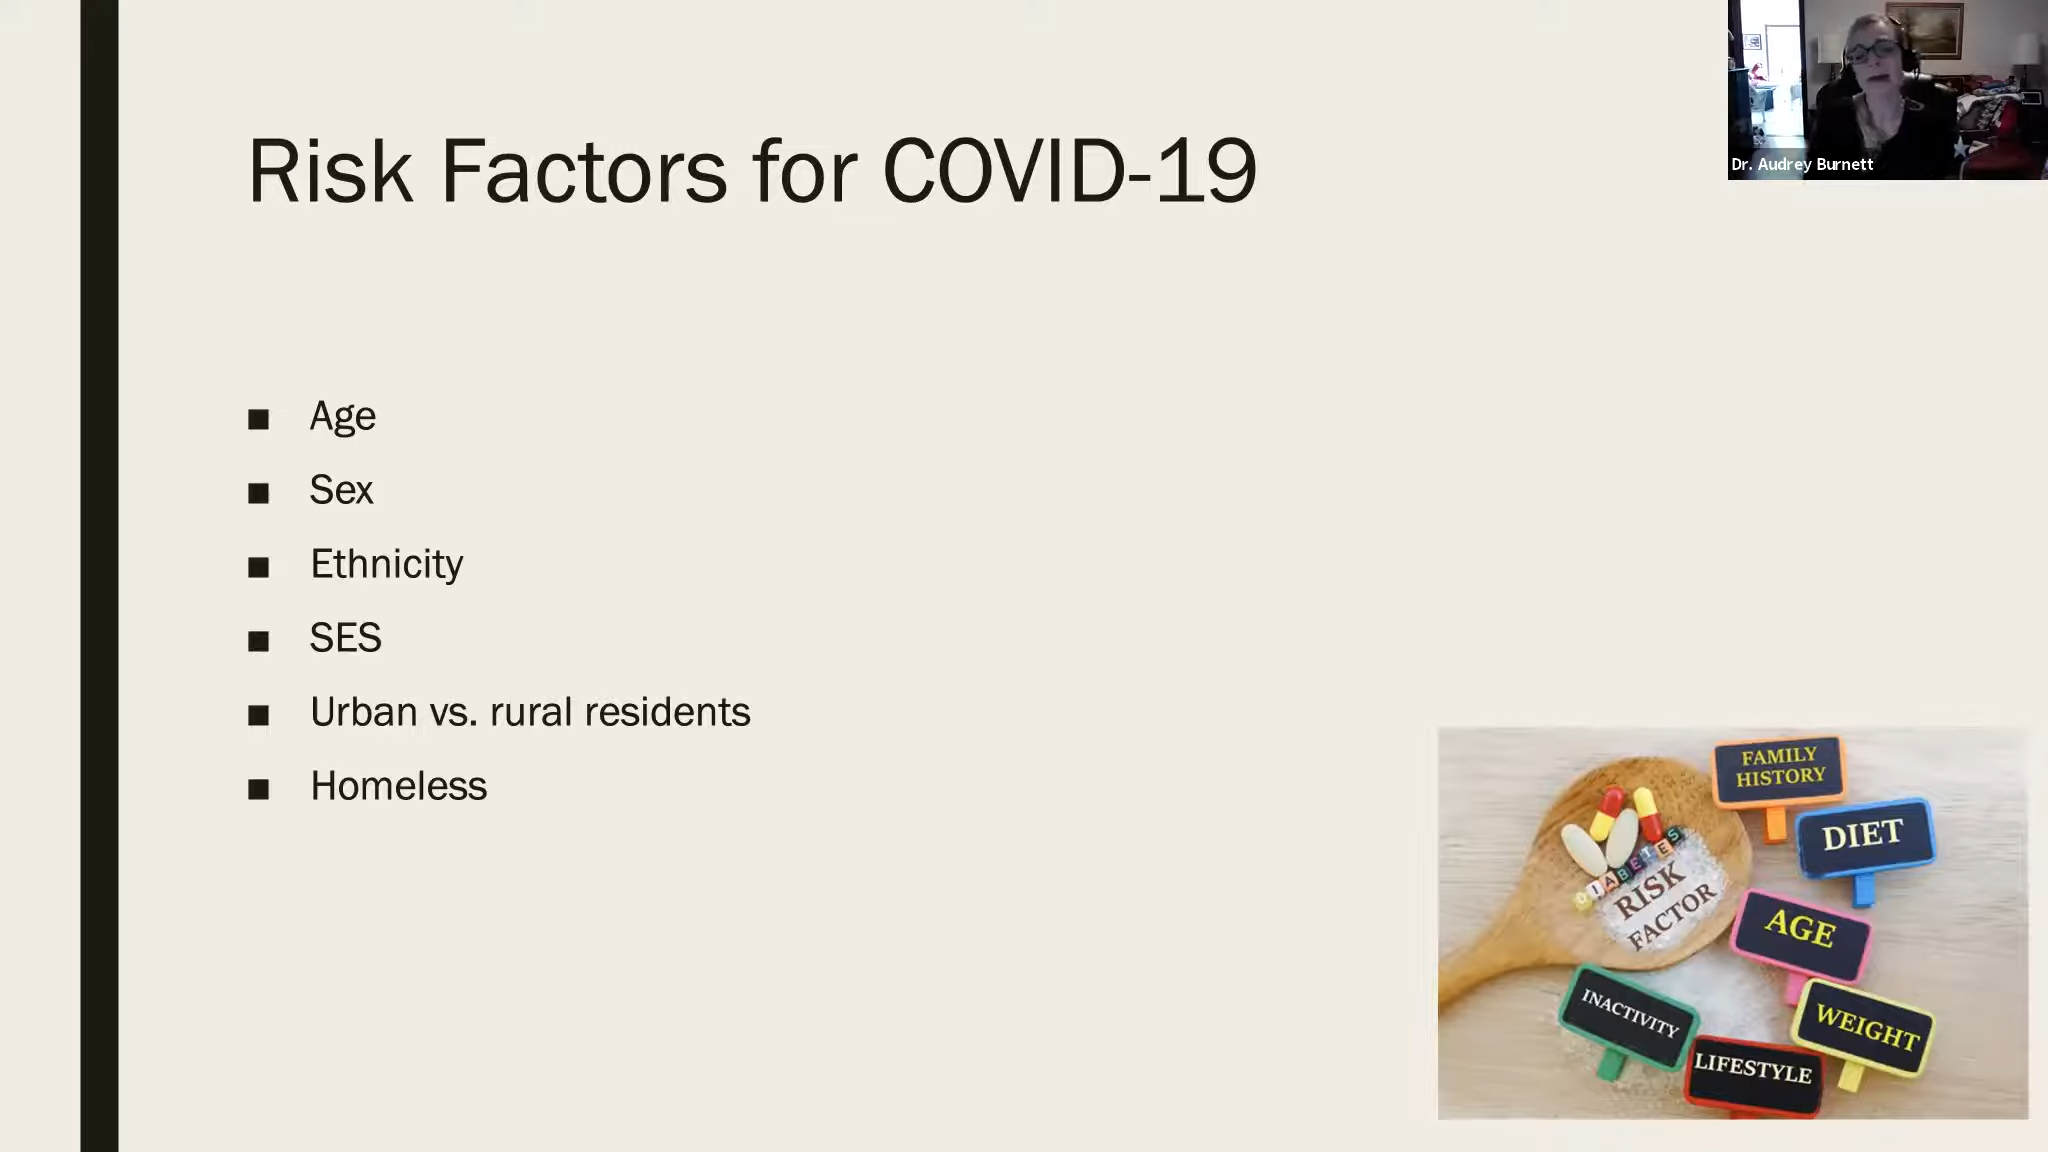 Risk Factors for COVID-19
Dr. Audrey Burnett
■ Age
■ Sex
■ Ethnicity
■ SES
■ Urban vs. rural residents
■ Homeless
FAMILY
HISTORY
DIET
DIABETES
RISK
FACTOR
AGE
INACTIVITY
WEIGHT
LIFESTYLE